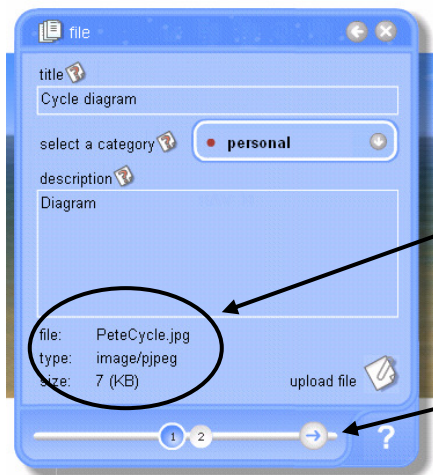 file
title
Cycle diagram
select a category
personal
description
Diagram
file: PeteCycle.jpg
type: image/pjpeg
size: 7 (KB)
upload file
1 2
?